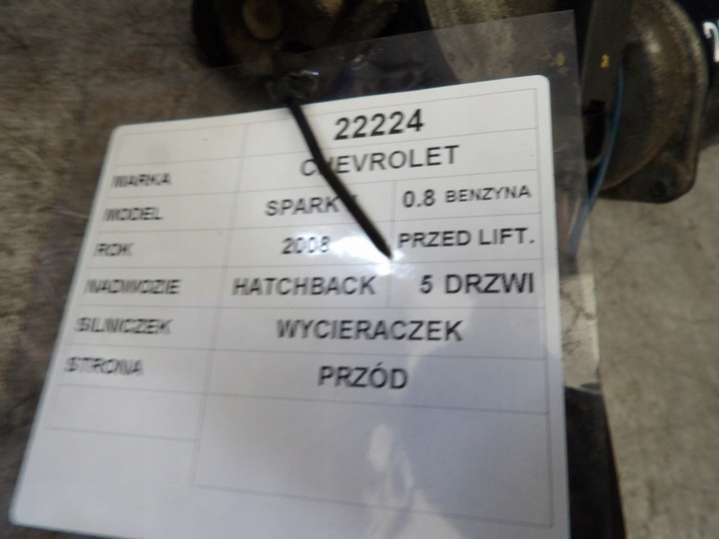 22224
MARKA CHEVROLET
MODEL SPARK 0.8 BENZYNA
ROK 2008 PRZED LIFT.
NADWOZIE HATCHBACK 5 DRZWI
SILNICZEK WYCIERACZEK
STRONA PRZÓD